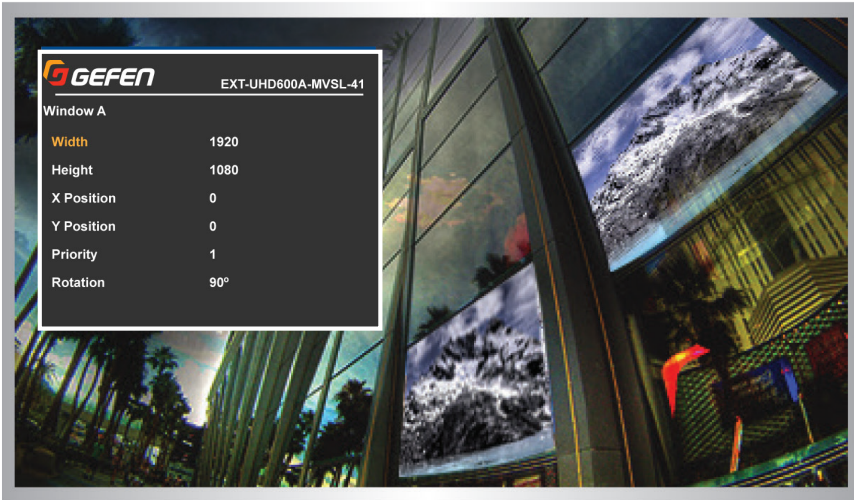 GEFEN
EXT-UHD600A-MVSL-41
Window A
Width 1920
Height 1080
X Position 0
Y Position 0
Priority 1
Rotation 90º